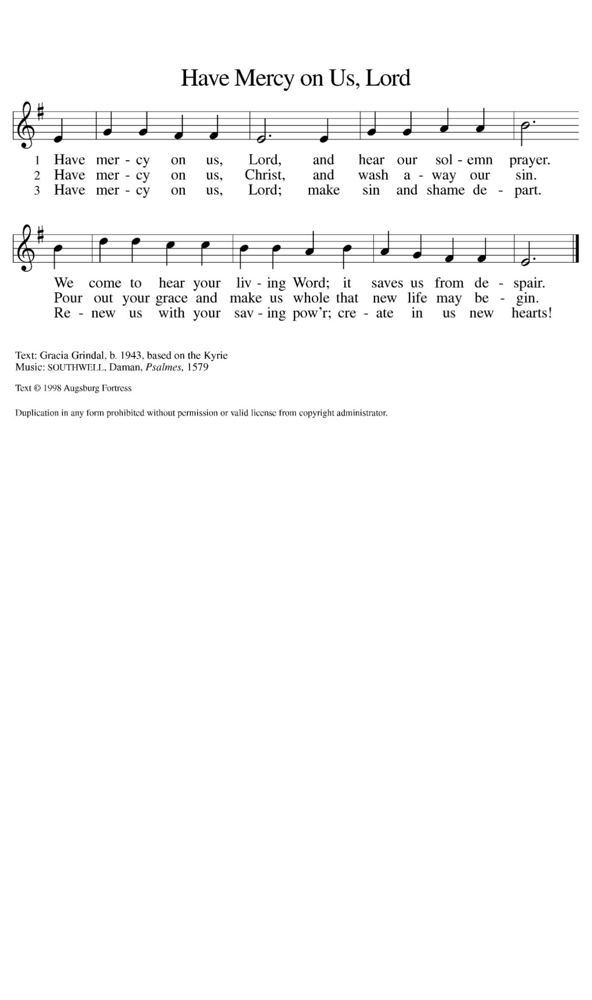 Have Mercy on Us, Lord
1 Have mer - cy on us, Lord, and hear our sol - emn prayer.
2 Have mer - cy on us, Christ, and wash a - way our sin.
3 Have mer - cy on us, Lord; make sin and shame de - part.
We come to hear your liv - ing Word; it saves us from de - spair.
Pour out your grace and make us whole that new life may be - gin.
Re - new us with your sav - ing pow'r; cre - ate in us new hearts!
Text: Gracia Grindal, b. 1943, based on the Kyrie
Music: SOUTHWELL, Daman, Psalmes, 1579
Text © 1998 Augsburg Fortress
Duplication in any form prohibited without permission or valid license from copyright administrator.